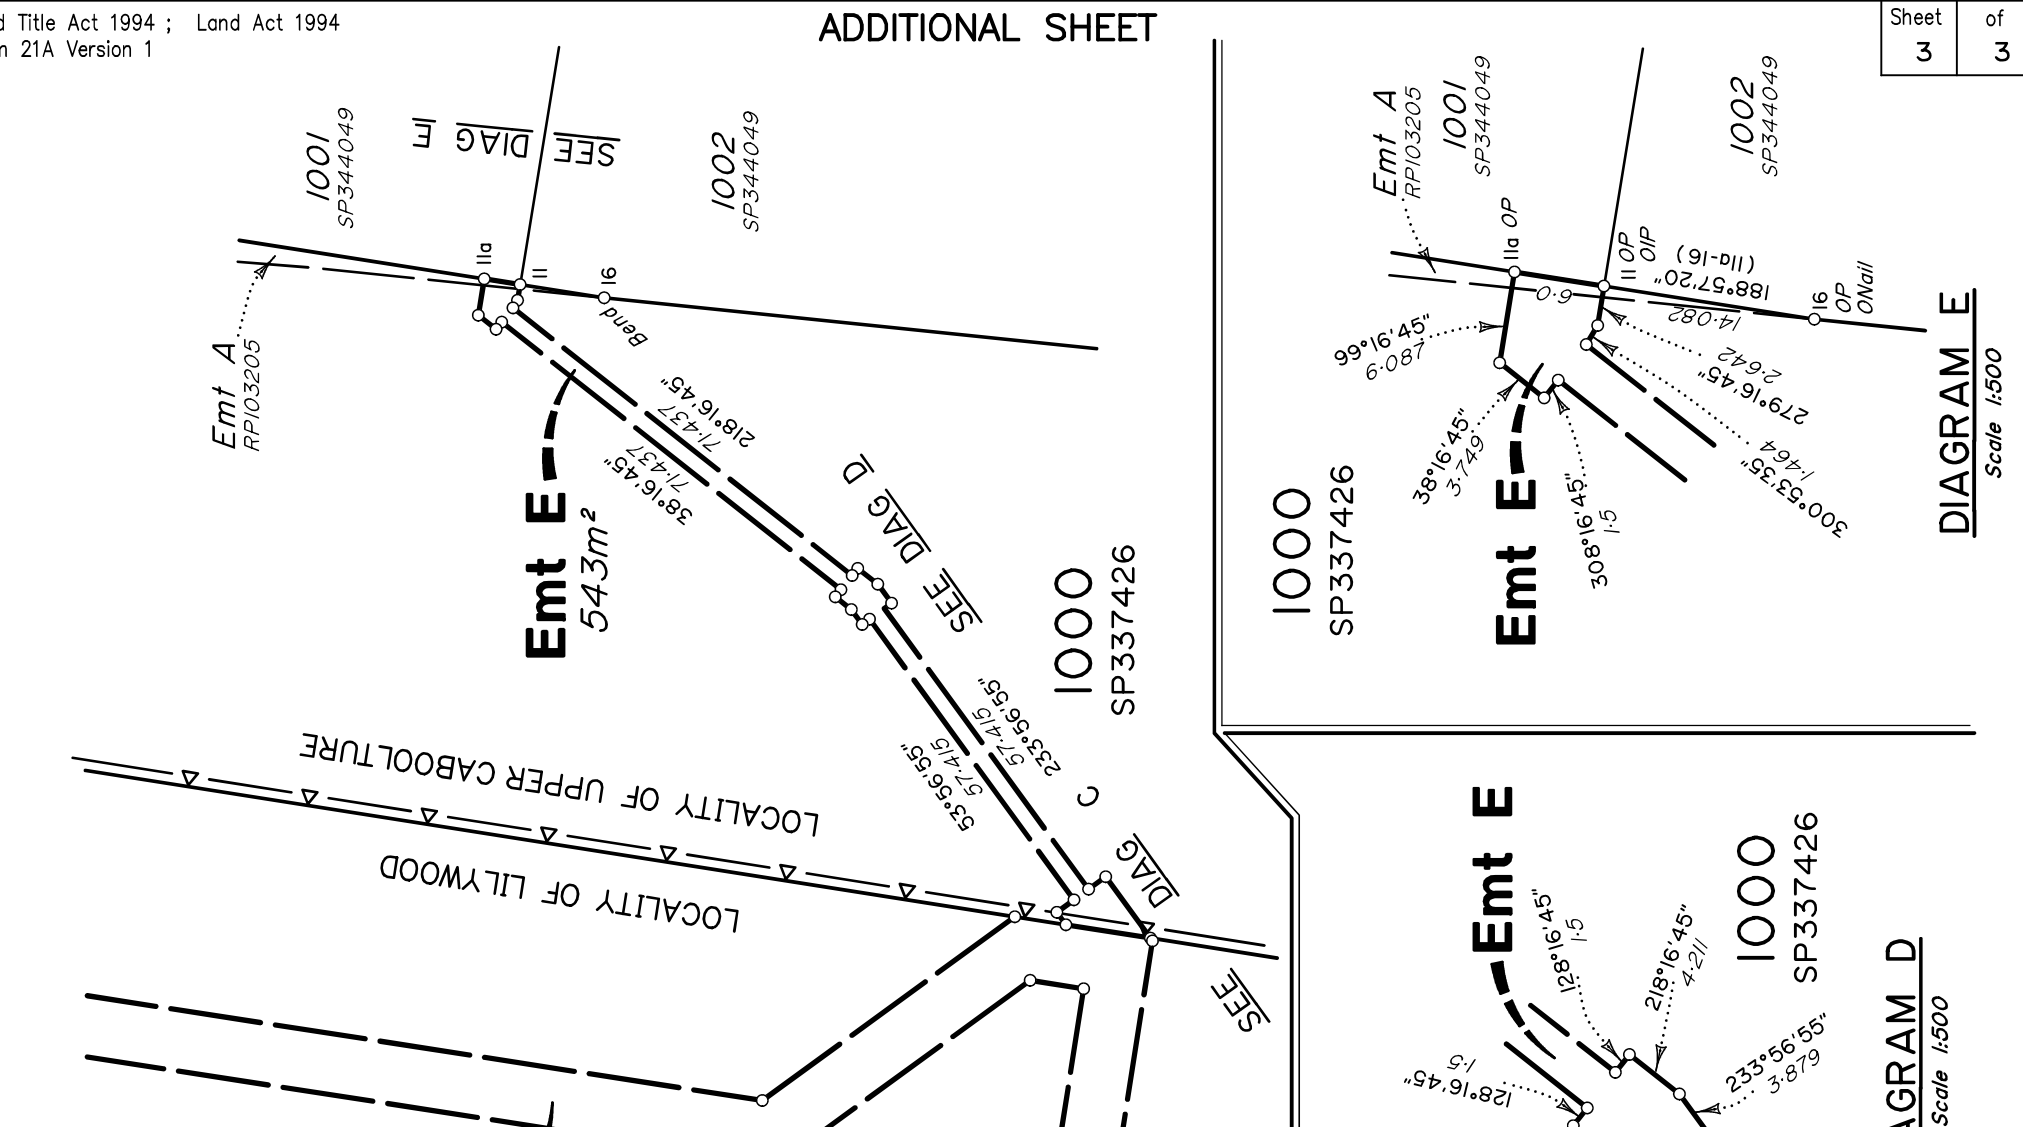 d Title Act 1994 ; Land Act 1994
n 21A Version 1
ADDITIONAL SHEET
Sheet of
3 3
1001
SP344049
SEE DIAG E
1002
SP344049
11a
11
16
Bend
Emt A
RP103205
218°16'45"
71·437
38°16'45"
71·437
Emt E
543m²
SEE DIAG D
1000
SP337426
233°56'55"
57·415
53°56'55"
57·415
LOCALITY OF UPPER CABOOLTURE
LOCALITY OF LILYWOOD
SEE DIAG C
Emt A
RP103205
1001
SP344049
1002
SP344049
11a OP
11 OP
OIP
188°57'20"
(11a-16)
6·0
14·082
16
OP
ONail
99°16'45"
6·087
2·642
279°16'45"
38°16'45"
3·749
1·464
300°53'35"
308°16'45"
1·5
1000
SP337426
Emt E
DIAGRAM E
Scale 1:500
Emt E
1000
SP337426
128°16'45"
1·5
218°16'45"
4·211
233°56'55"
3·879
1·5
128°16'45"
AGRAM D
Scale 1:500